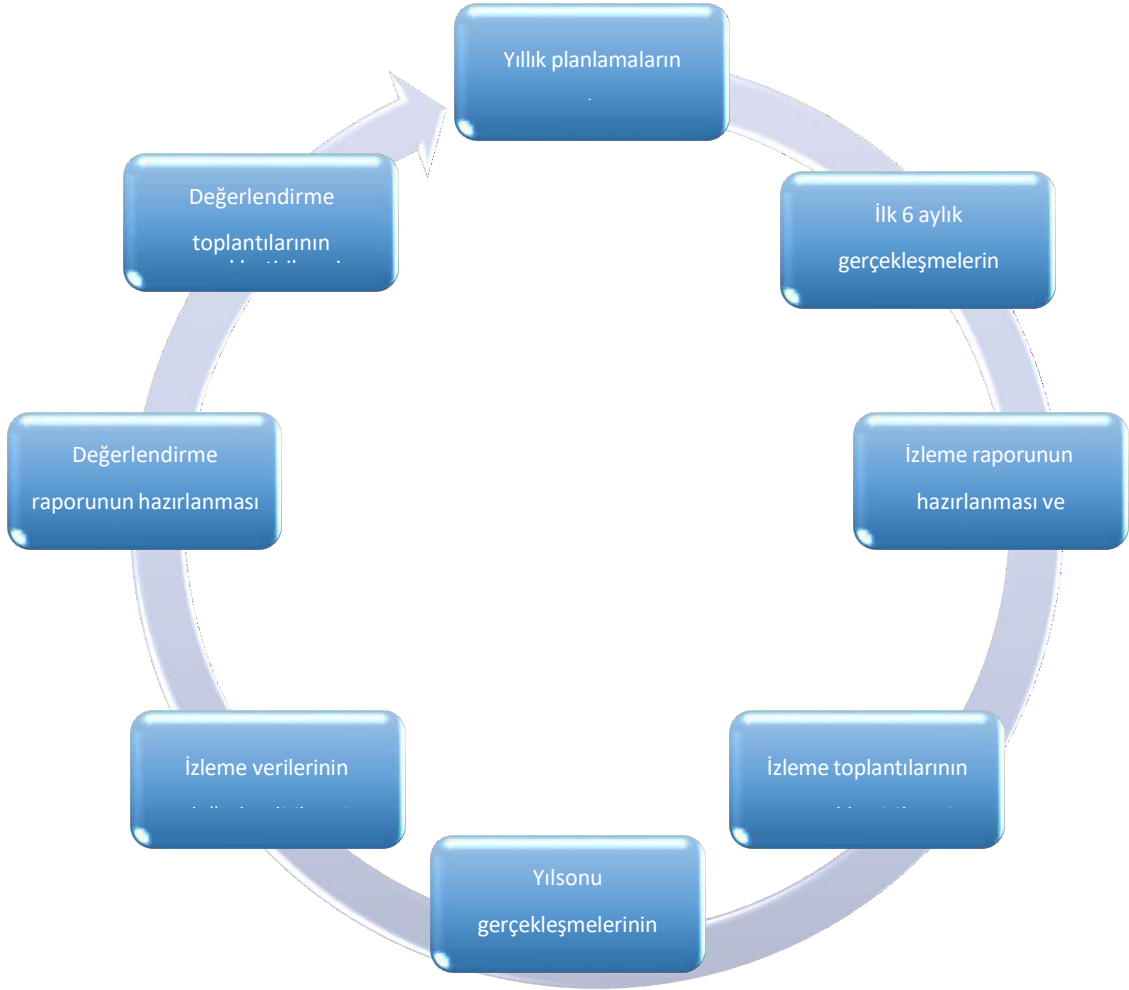 Yıllık planlamaların
İlk 6 aylık
gerçekleşmelerin
İzleme raporunun
hazırlanması ve
İzleme toplantılarının
Yılsonu
gerçekleşmelerinin
İzleme verilerinin
Değerlendirme
raporunun hazırlanması
Değerlendirme
toplantılarının